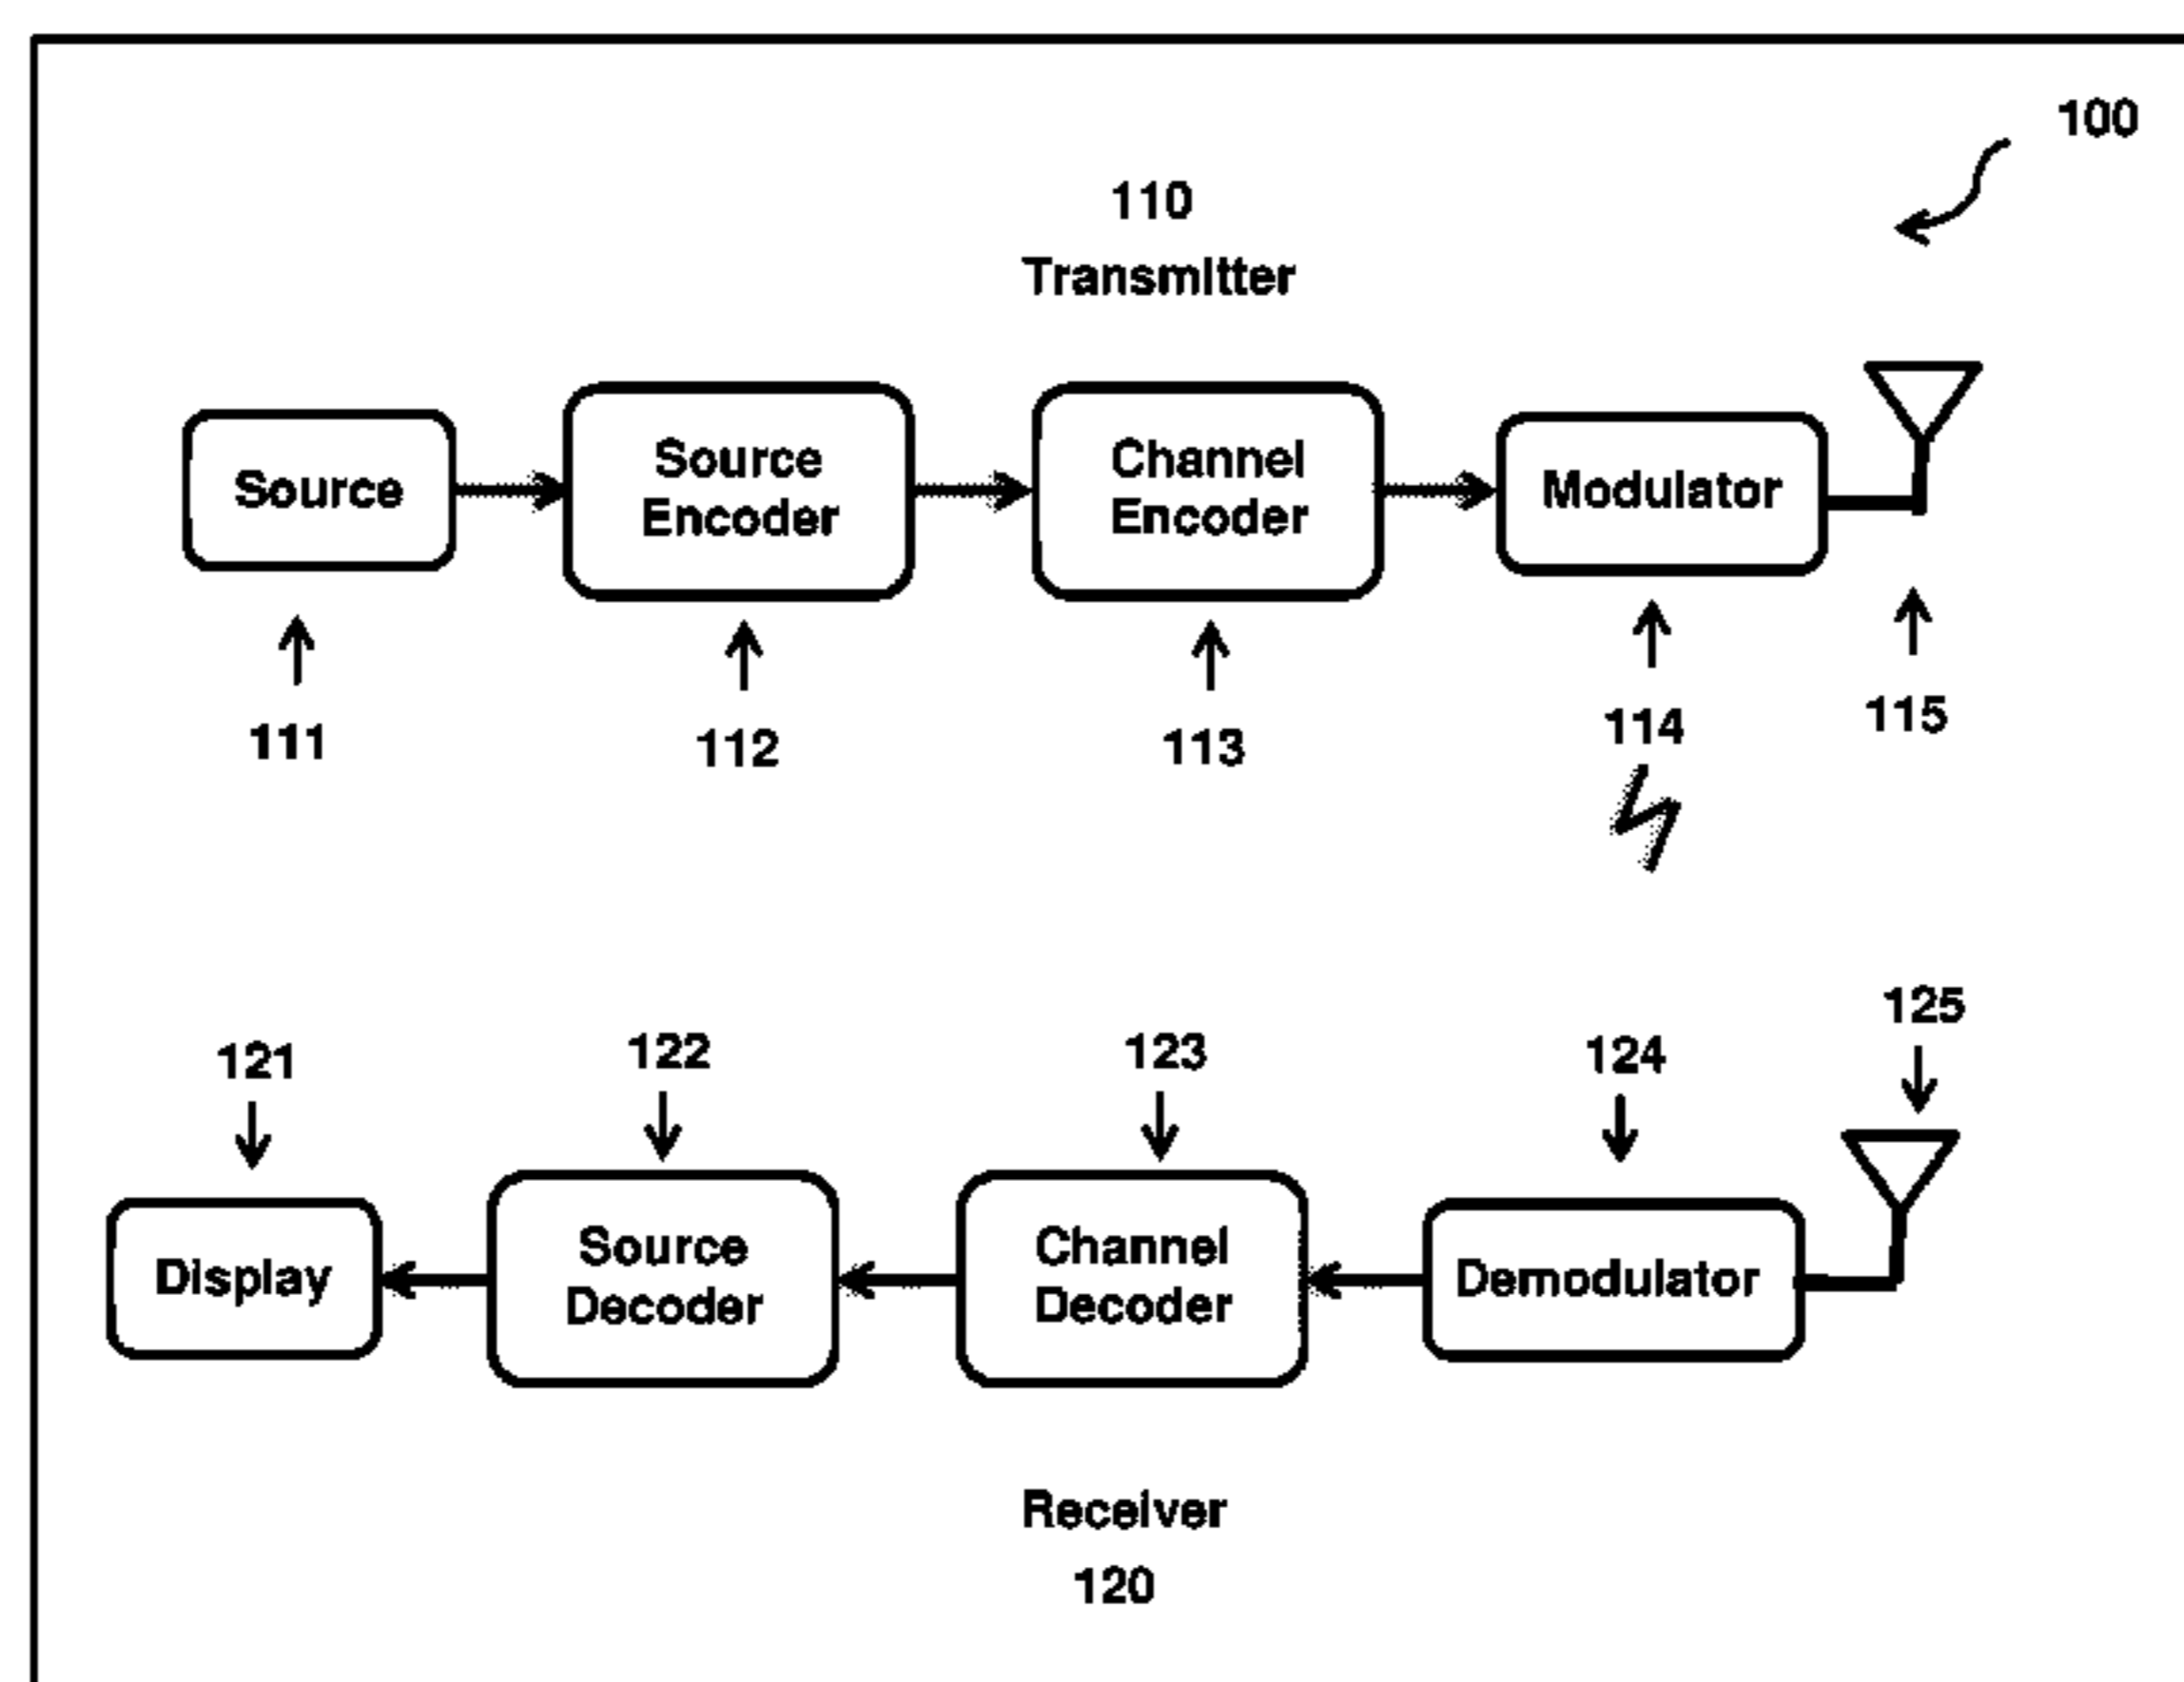 100
110
Transmitter
Source
Source
Encoder
Channel
Encoder
Modulator
111
112
113
114
115
121
122
123
124
125
Display
Source
Decoder
Channel
Decoder
Demodulator
Receiver
120